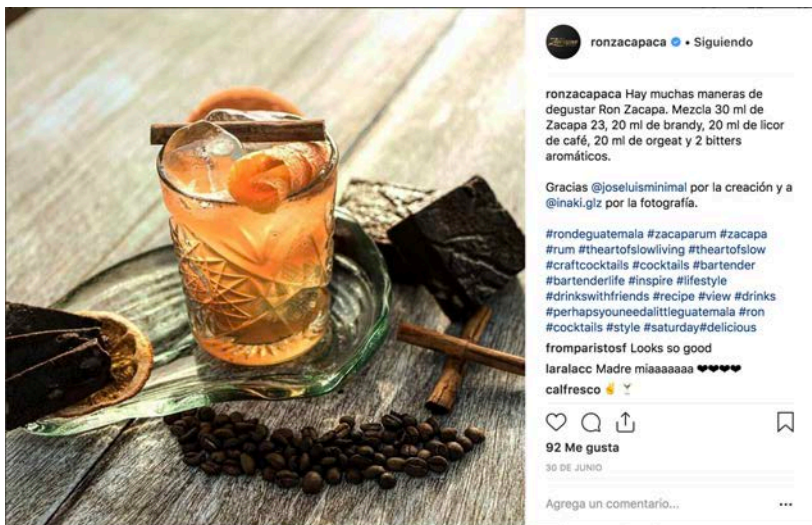 ronzacapaca • Siguiendo
ronzacapaca Hay muchas maneras de
degustar Ron Zacapa. Mezcla 30 ml de
Zacapa 23, 20 ml de brandy, 20 ml de licor
de café, 20 ml de orgeat y 2 bitters
aromáticos.
Gracias @joseluisminimal por la creación y a
@inaki.glz por la fotografía.
#rondeguatemala #zacaparum #zacapa
#rum #theartofslowliving #theartofslow
#craftcocktails #cocktails #bartender
#bartenderlife #inspire #lifestyle
#drinkswithfriends #recipe #view #drinks
#perhapsyouneedalittleguatemala #ron
#cocktails #style #saturday#delicious
fromparistosf Looks so good
laralacc Madre miaaaaaaa ❤❤❤❤
calfresco ✌🍸
92 Me gusta
30 DE JUNIO
Agrega un comentario...